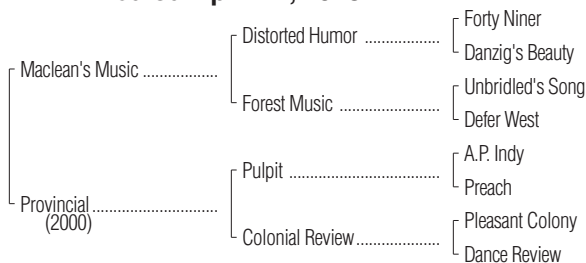 Forty Niner
Distorted Humor ....................
Danzig's Beauty
Maclean's Music ....................
Unbridled's Song
Forest Music ............................
Defer West
A.P. Indy
Pulpit .........................................
Preach
Provincial ..................................
(2000)
Pleasant Colony
Colonial Review ......................
Dance Review